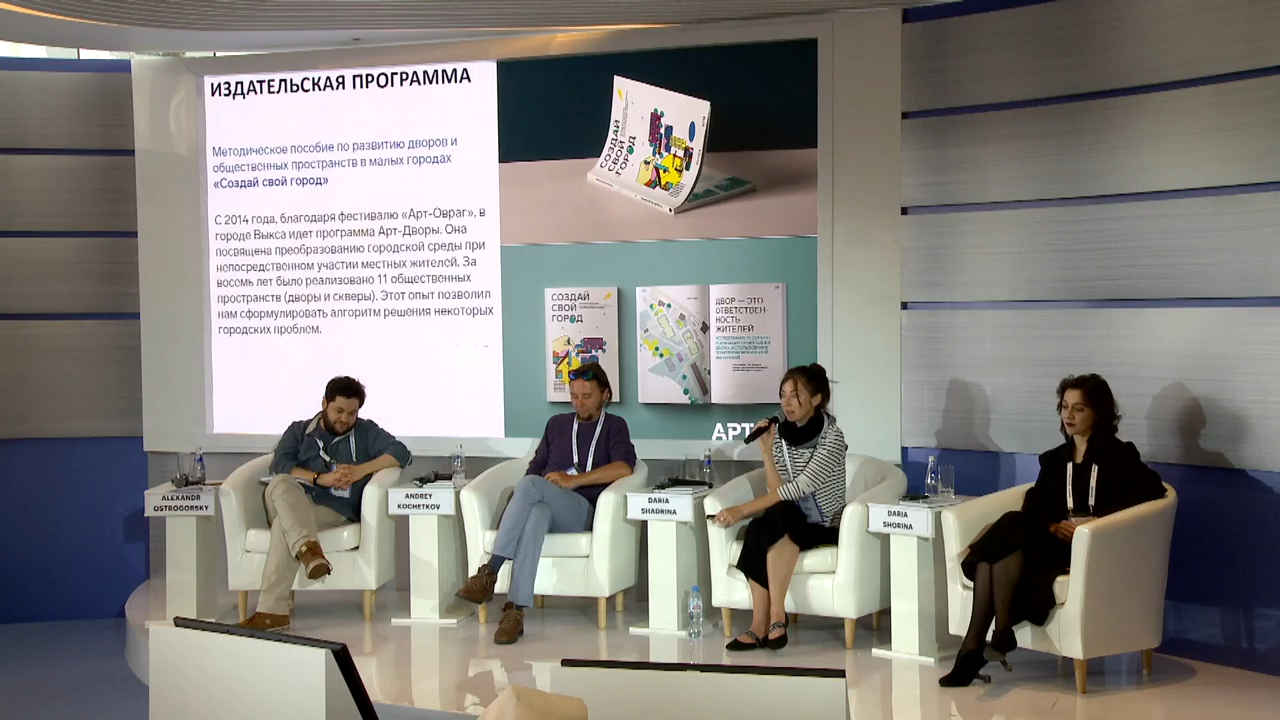 ИЗДАТЕЛЬСКАЯ ПРОГРАММА
Методическое пособие по развитию дворов и
общественных пространств в малых городах
«Создай свой город»
С 2014 года, благодаря фестивалю «Арт-Овраг», в
городе Выкса идет программа Арт-Дворы. Она
посвящена преобразованию городской среды при
непосредственном участии местных жителей. За
восемь лет было реализовано 11 общественных
пространств (дворы и скверы). Этот опыт позволил
нам сформулировать алгоритм решения некоторых
городских проблем.
СОЗДАЙ
СВОЙ
ГОРОД
СОЗДАЙ
СВОЙ
ГОРОД
ДВОР — ЭТО
ОТВЕТСТВЕН-
НОСТЬ
ЖИТЕЛЕЙ
АРТ
ALEXANDR
OSTROGORSKY
ANDREY
KOCHETKOV
DARIA
SHADRINA
DARIA
SHORINA